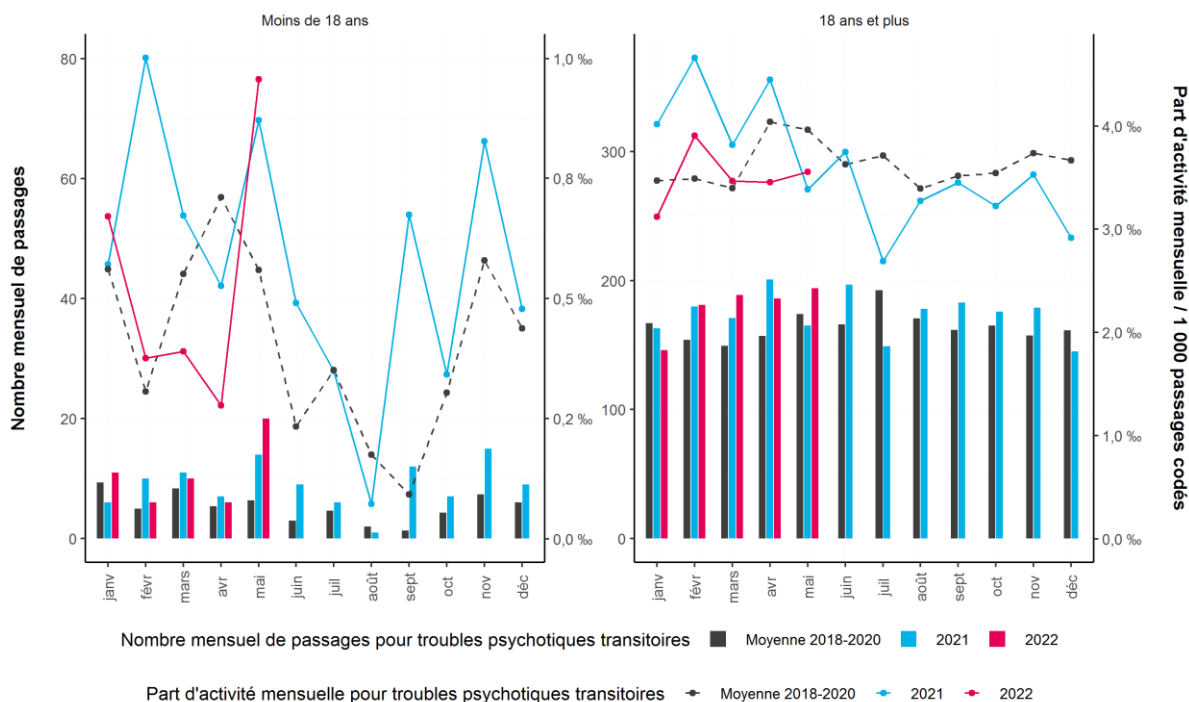 Moins de 18 ans
18 ans et plus
Nombre mensuel de passages
80
60
40
20
0
1,0 ‰
0,8 ‰
0,5 ‰
0,2 ‰
0,0 ‰
300
200
100
0
4,0 ‰
3,0 ‰
2,0 ‰
1,0 ‰
0,0 ‰
Part d'activité mensuelle / 1 000 passages codés
janv
févr
mars
avr
mai
juin
juil
août
sept
oct
nov
déc
janv
févr
mars
avr
mai
juin
juil
août
sept
oct
nov
déc
Nombre mensuel de passages pour troubles psychotiques transitoires Moyenne 2018-2020 2021 2022
Part d'activité mensuelle pour troubles psychotiques transitoires Moyenne 2018-2020 2021 2022